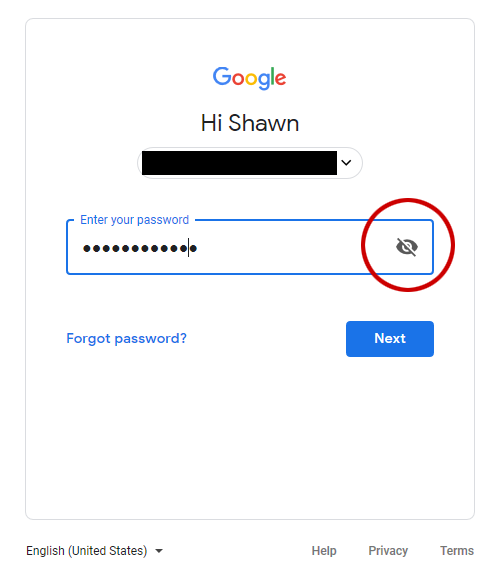 Google
Hi Shawn
Enter your password
••••••••••••
Forgot password?
Next
English (United States)
Help Privacy Terms